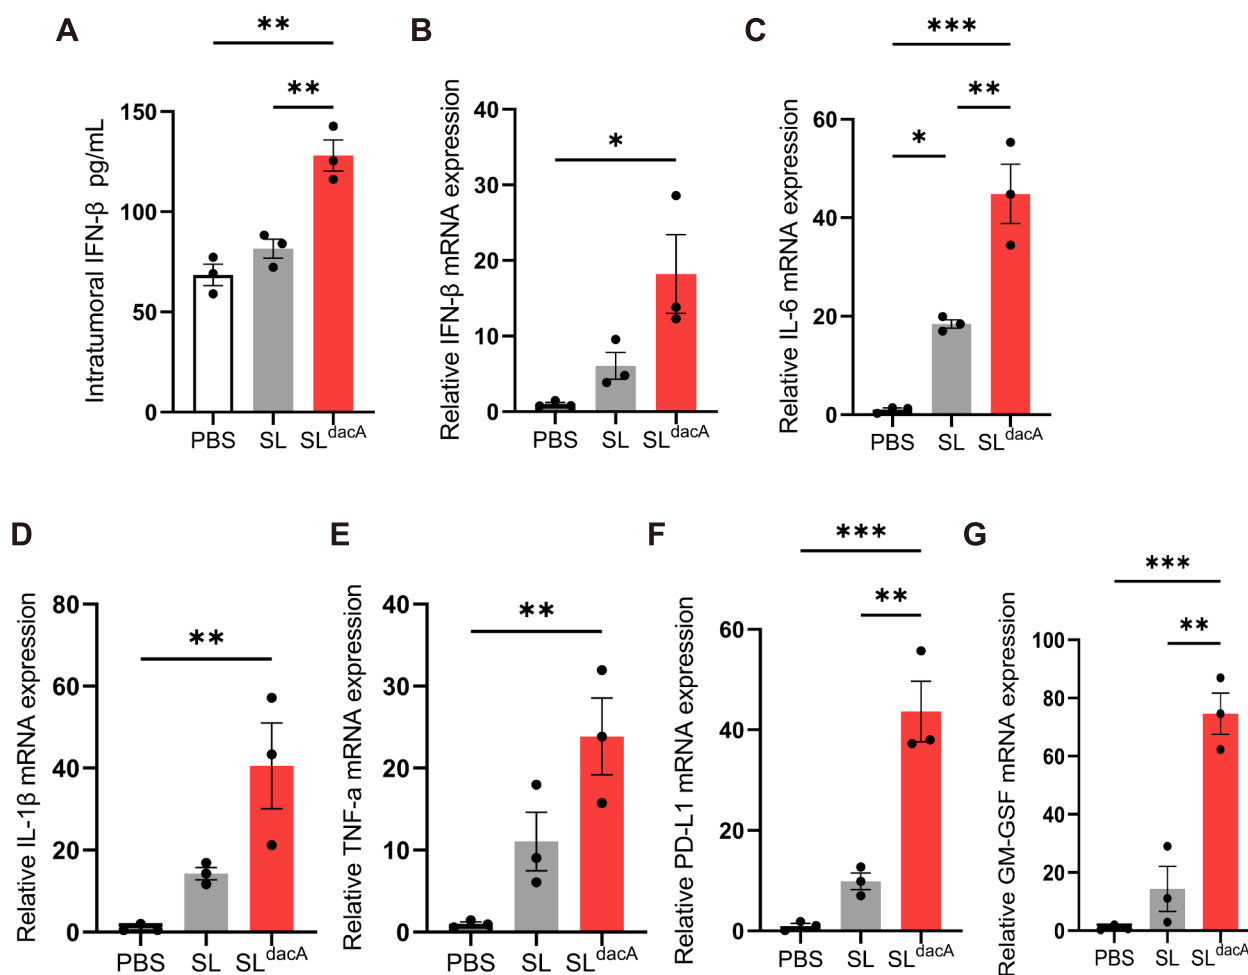 A
**
**
Intratumoral IFN-β pg/mL
150
100
50
0
PBS
SL
SL^dacA
B
*
Relative IFN-β mRNA expression
40
30
20
10
0
PBS
SL
SL^dacA
C
***
**
*
Relative IL-6 mRNA expression
60
40
20
0
PBS
SL
SL^dacA
D
**
Relative IL-1β mRNA expression
80
60
40
20
0
PBS
SL
SL^dacA
E
**
Relative TNF-a mRNA expression
40
30
20
10
0
PBS
SL
SL^dacA
F
***
**
Relative PD-L1 mRNA expression
60
40
20
0
PBS
SL
SL^dacA
G
***
**
Relative GM-GSF mRNA expression
100
80
60
40
20
0
PBS
SL
SL^dacA